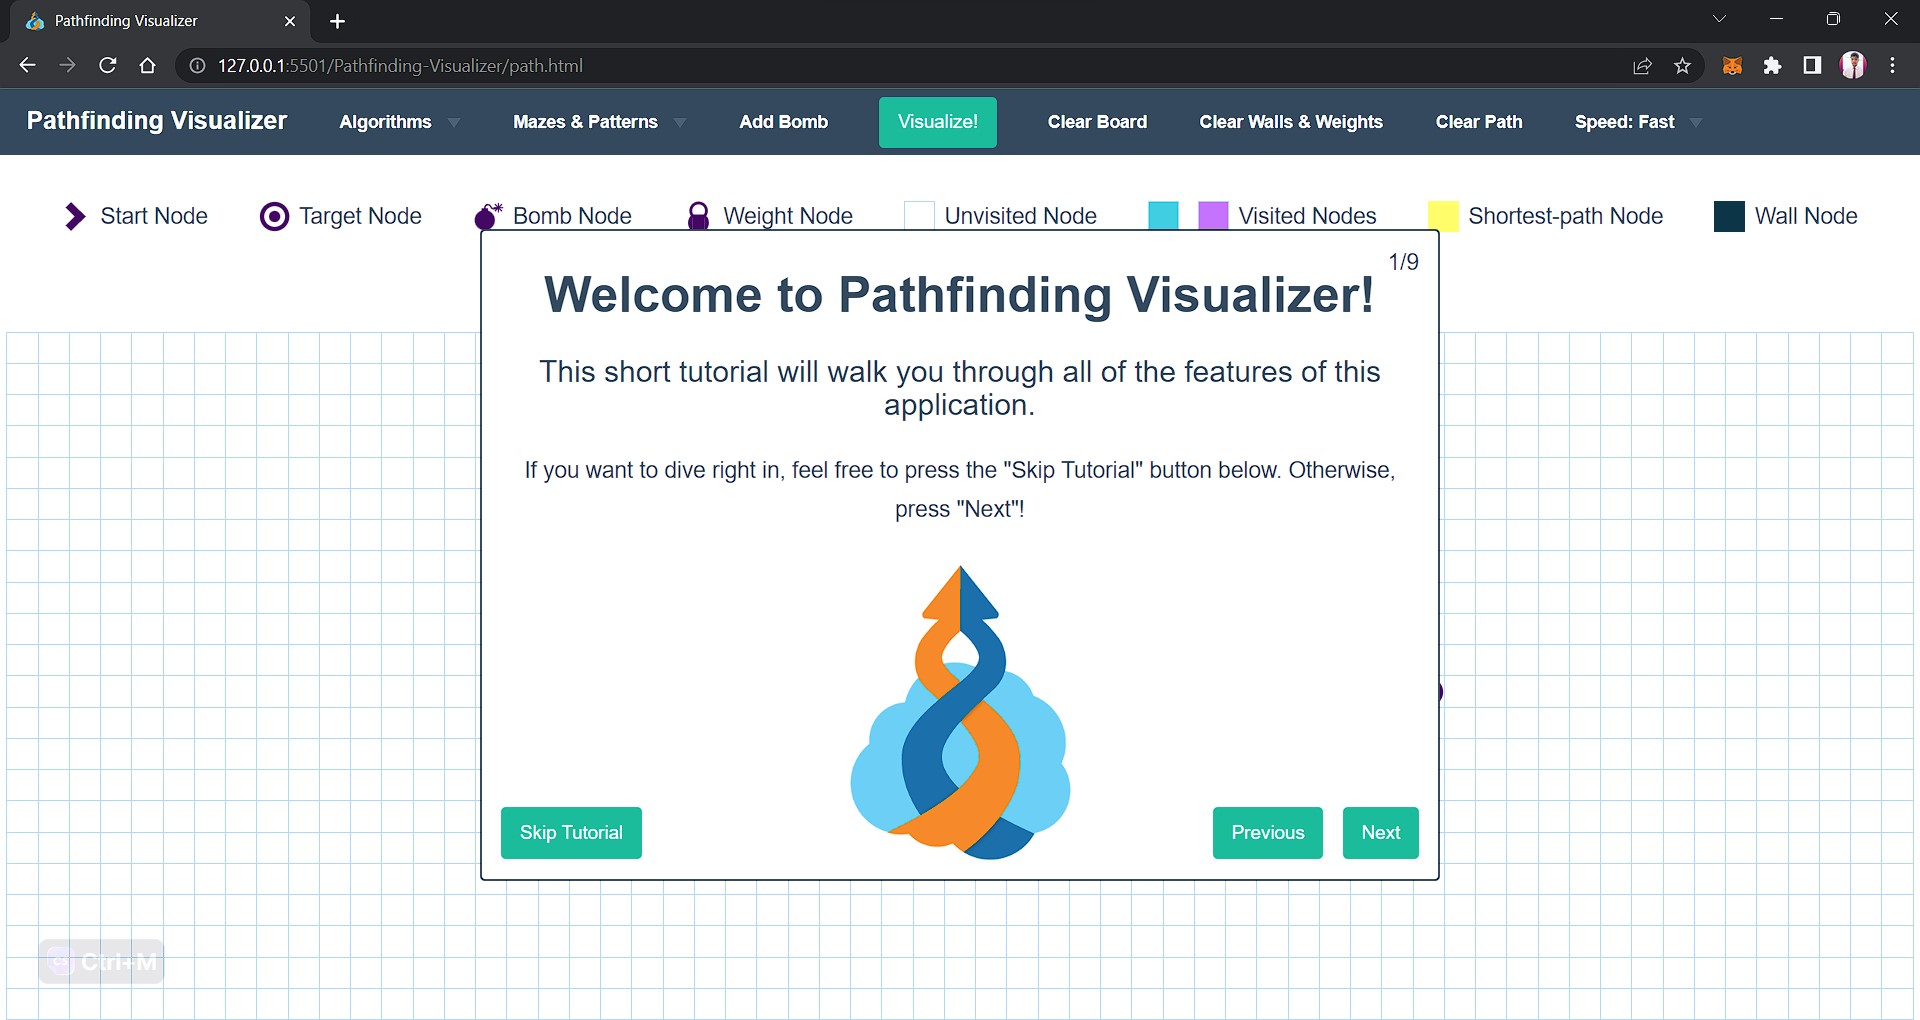 Pathfinding Visualizer
127.0.0.1:5501/Pathfinding-Visualizer/path.html
Pathfinding Visualizer Algorithms Mazes & Patterns Add Bomb Visualize! Clear Board Clear Walls & Weights Clear Path Speed: Fast
Start Node Target Node Bomb Node Weight Node Unvisited Node Visited Nodes Shortest-path Node Wall Node
1/9
Welcome to Pathfinding Visualizer!
This short tutorial will walk you through all of the features of this
application.
If you want to dive right in, feel free to press the "Skip Tutorial" button below. Otherwise,
press "Next"!
Skip Tutorial Previous Next
Ctrl+M